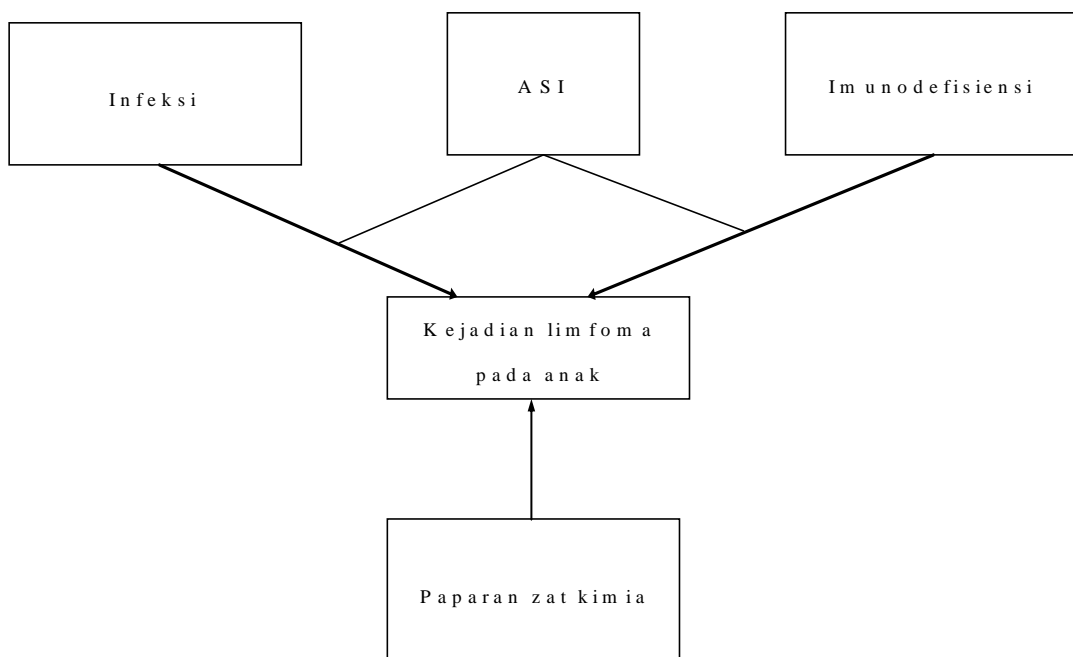 Infeksi
ASI
Imunodefisiensi
Kejadian limfoma
pada anak
Paparan zat kimia